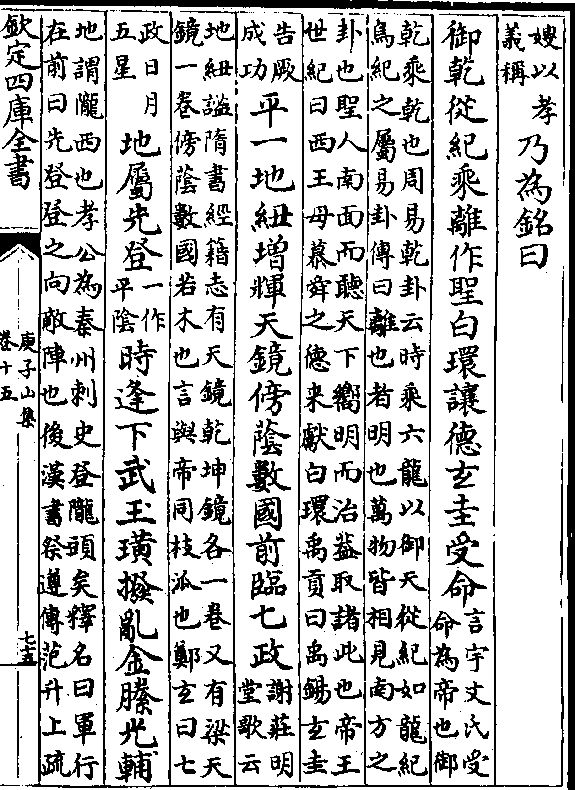 嫂以孝
義稱
乃為銘曰
御乾從紀乘離作聖白環讓德玄圭受命
言宇文氏受
命為帝也御
乾乘乾也周易乾卦云時乘六龍以御天從紀如龍紀
鳥紀之屬易卦傳曰離也者明也萬物皆相見南方之
卦也聖人南面而聽天下嚮明而治蓋取諸此也帝王
世紀曰西王母慕舜之德來獻白環禹貢曰禹錫玄圭
告厥
成功
平一地紐增輝天鏡傍蔭數國前臨七政
謝莊明
堂歌云
地紐謐隋書經籍志有天鏡乾坤鏡各一卷又有梁天
鏡一卷傍蔭數國若木也言與帝同枝派也鄭玄曰七
政日月
五星
地屬先登
一作
平陰
時逢下武玉璜撥亂金縢光輔
地謂隴西也孝公為秦州刺史登隴頭矣釋名曰軍行
在前曰先登登之向敵陣也後漢書祭遵傳范升上疏
欽定四庫全書
庾子山集
卷十五
七五